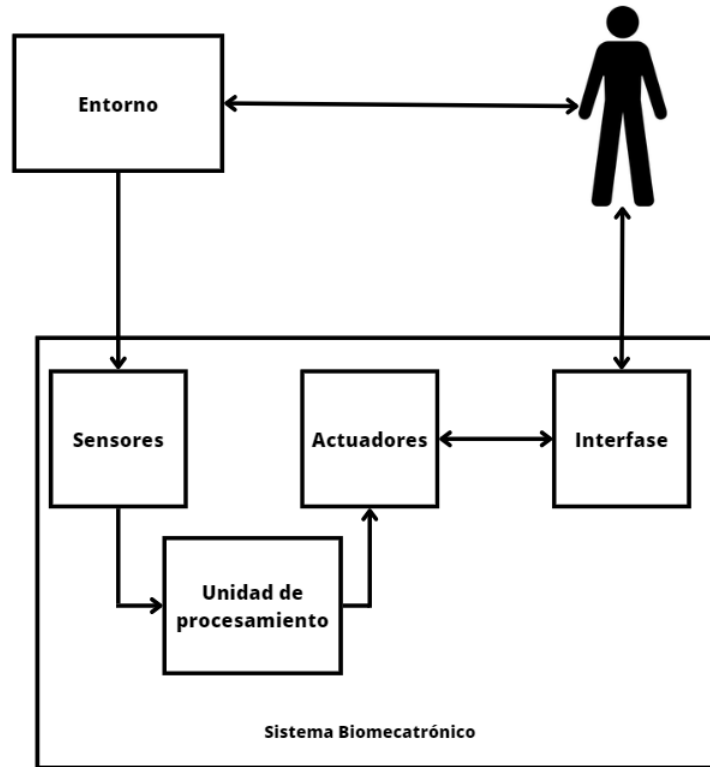 Entorno
Sensores
Actuadores
Interfase
Unidad de
procesamiento
Sistema Biomecatrónico